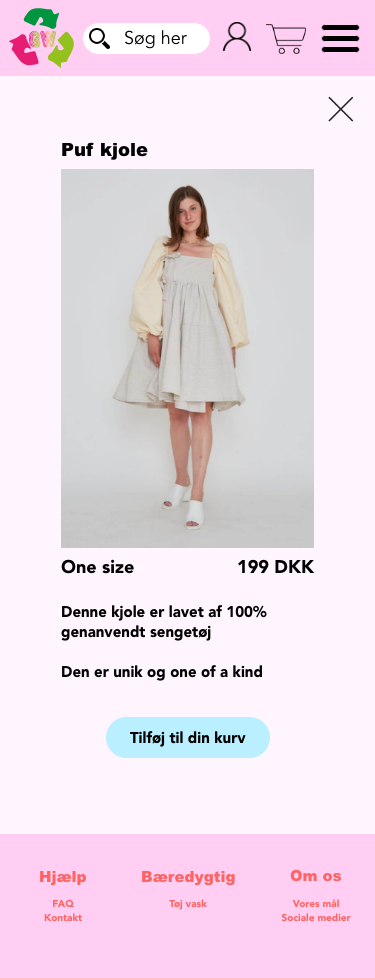 Søg her
Puf kjole
One size 199 DKK
Denne kjole er lavet af 100%
genanvendt sengetøj
Den er unik og one of a kind
Tilføj til din kurv
Hjælp Bæredygtig Om os
FAQ Tøj vask Vores mål
Kontakt Sociale medier